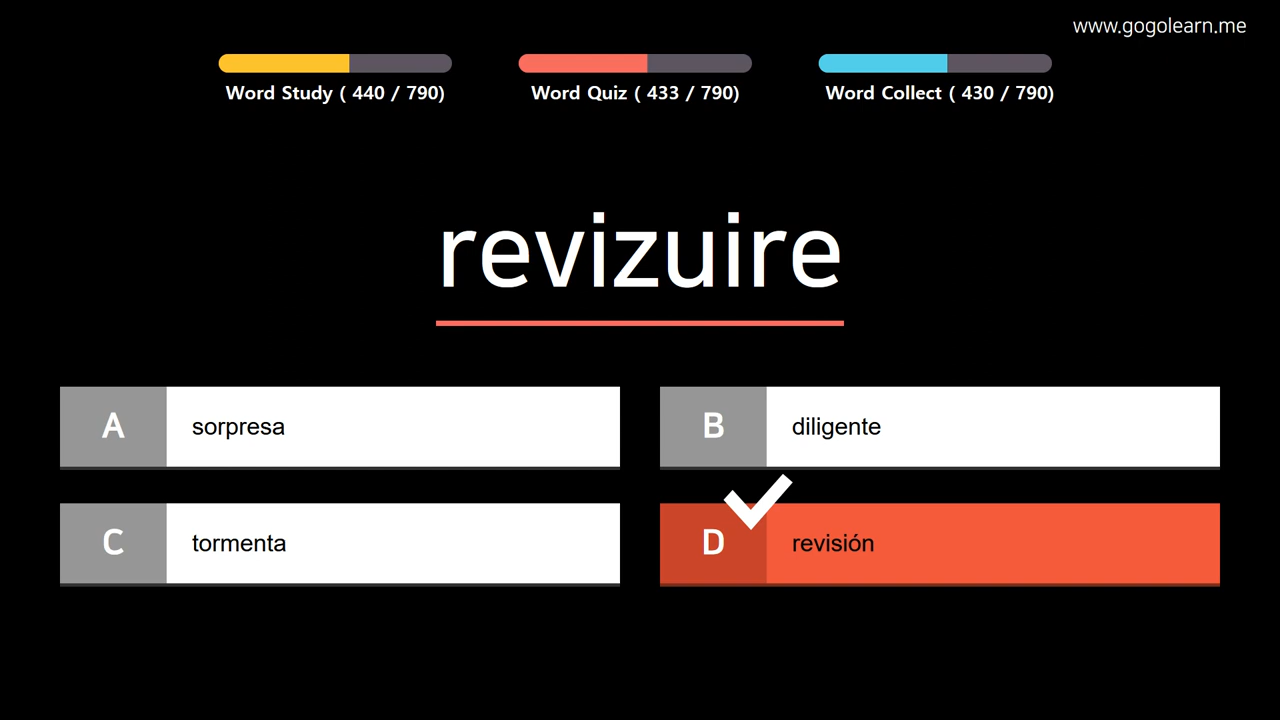 www.gogolearn.me
Word Study ( 440 / 790)
Word Quiz ( 433 / 790)
Word Collect ( 430 / 790)
revizuire
A sorpresa
B diligente
C tormenta
D revisión